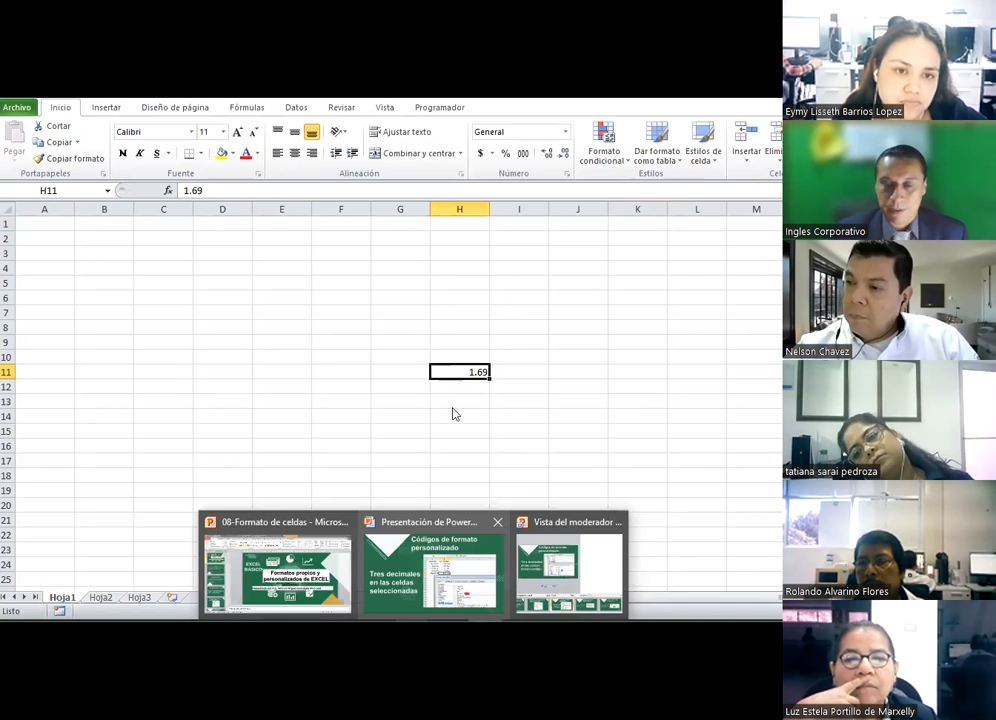 Archivo Inicio Insertar Diseño de página Fórmulas Datos Revisar Vista Programador
Cortar
Copiar
Copiar formato
Pegar
Portapapeles
Calibri 11
N K S
Fuente
Ajustar texto
Combinar y centrar
Alineación
General
$ % 000
Número
Formato condicional
Dar formato como tabla
Estilos de celda
Estilos
Insertar
H11 fx 1.69
A B C D E F G H I J K L M
1
2
3
4
5
6
7
8
9
10
11 1.69
12
13
14
15
16
17
18
19
20
21
22
23
24
25
08-Formato de celdas - Micros...
EXCEL BÁSICO
Formatos propios y
personalizados de EXCEL
Presentación de Power...
Códigos de formato
personalizado
Tres decimales
en las celdas
seleccionadas
Vista del moderador ...
Hoja1 Hoja2 Hoja3
Listo
Eymy Lisseth Barrios Lopez
Ingles Corporativo
Nelson Chavez
tatiana sarai pedroza
Rolando Alvarino Flores
Luz Estela Portillo de Marxelly